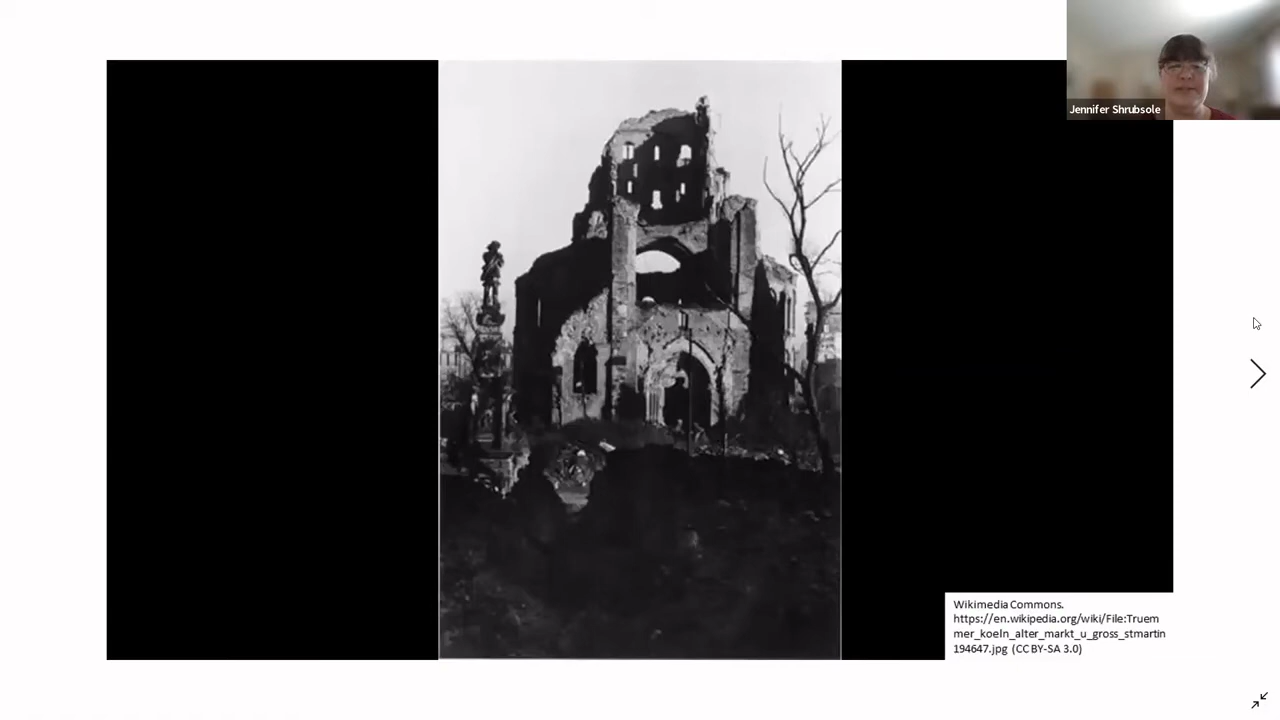 Jennifer Shrubsole
Wikimedia Commons.
https://en.wikipedia.org/wiki/File:Truem
mer_koeln_alter_markt_u_gross_stmartin
194647.jpg (CC BY-SA 3.0)